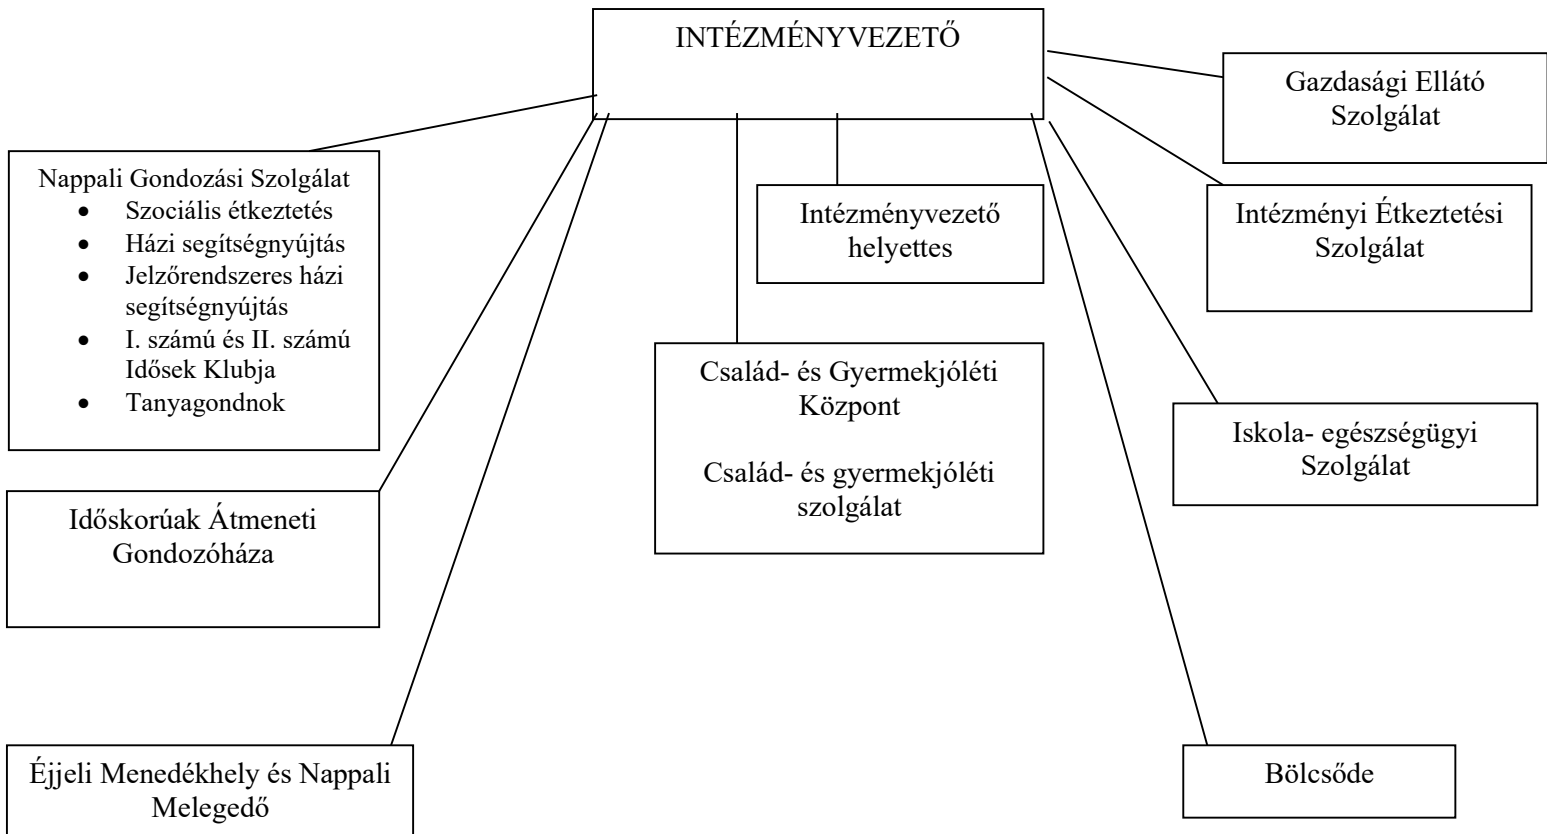 INTÉZMÉNYVEZETŐ
Gazdasági Ellátó
Szolgálat
Nappali Gondozási Szolgálat
• Szociális étkeztetés
• Házi segítségnyújtás
• Jelzőrendszeres házi
segítségnyújtás
• I. számú és II. számú
Idősek Klubja
• Tanyagondnok
Intézményvezető
helyettes
Intézményi Étkeztetési
Szolgálat
Család- és Gyermekjóléti
Központ
Család- és gyermekjóléti
szolgálat
Iskola- egészségügyi
Szolgálat
Időskorúak Átmeneti
Gondozóháza
Éjjeli Menedékhely és Nappali
Melegedő
Bölcsőde